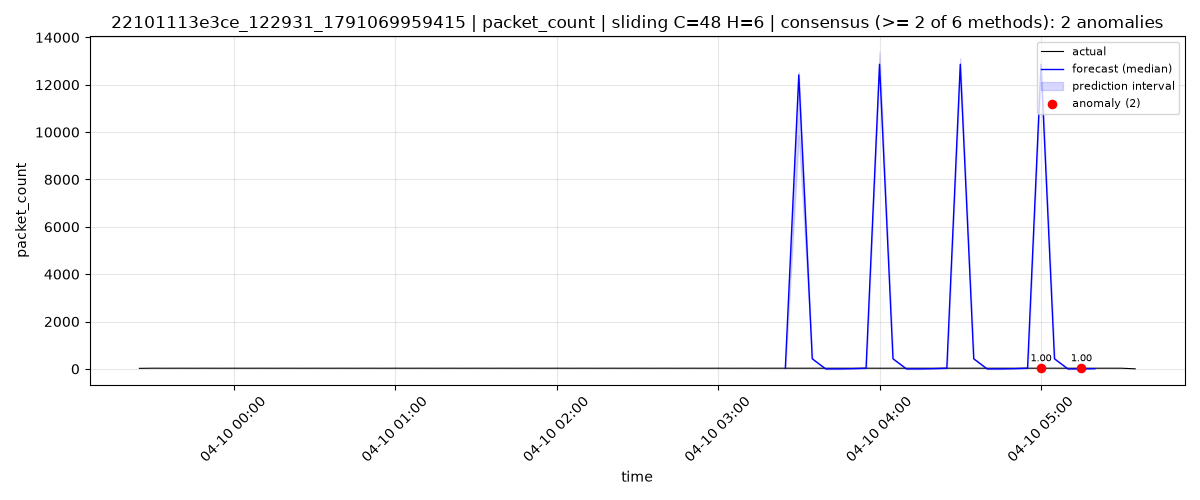 22101113e3ce_122931_1791069959415 | packet_count | sliding C=48 H=6 | consensus (>= 2 of 6 methods): 2 anomalies
14000
12000
10000
8000
6000
4000
2000
0
packet_count
actual
forecast (median)
prediction interval
anomaly (2)
1.00
1.00
04-10 00:00
04-10 01:00
04-10 02:00
04-10 03:00
04-10 04:00
04-10 05:00
time